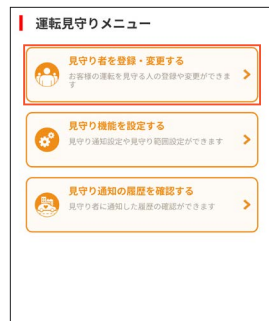 運転見守りメニュー
見守り者を登録・変更する
お客様の運転を見守る人の登録や変更ができま
す
見守り機能を設定する
見守り通知設定や見守り範囲設定ができます
見守り通知の履歴を確認する
見守り者に通知した履歴の確認ができます